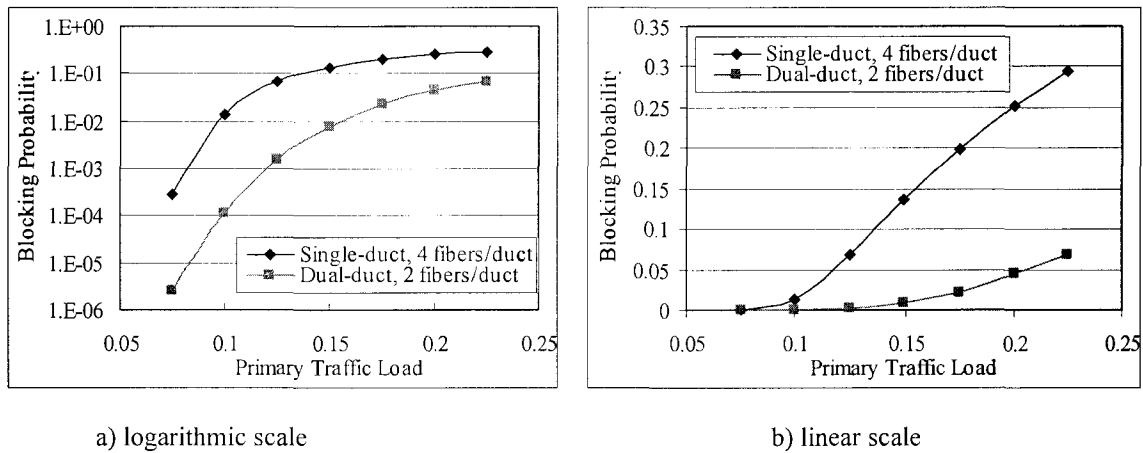 1.E+00
1.E-01
1.E-02
1.E-03
1.E-04
1.E-05
1.E-06
Blocking Probability
Single-duct, 4 fibers/duct
Dual-duct, 2 fibers/duct
0.05 0.1 0.15 0.2 0.25
Primary Traffic Load
a) logarithmic scale
0.35
0.3
0.25
0.2
0.15
0.1
0.05
0
Blocking Probability
Single-duct, 4 fibers/duct
Dual-duct, 2 fibers/duct
0.05 0.1 0.15 0.2 0.25
Primary Traffic Load
b) linear scale